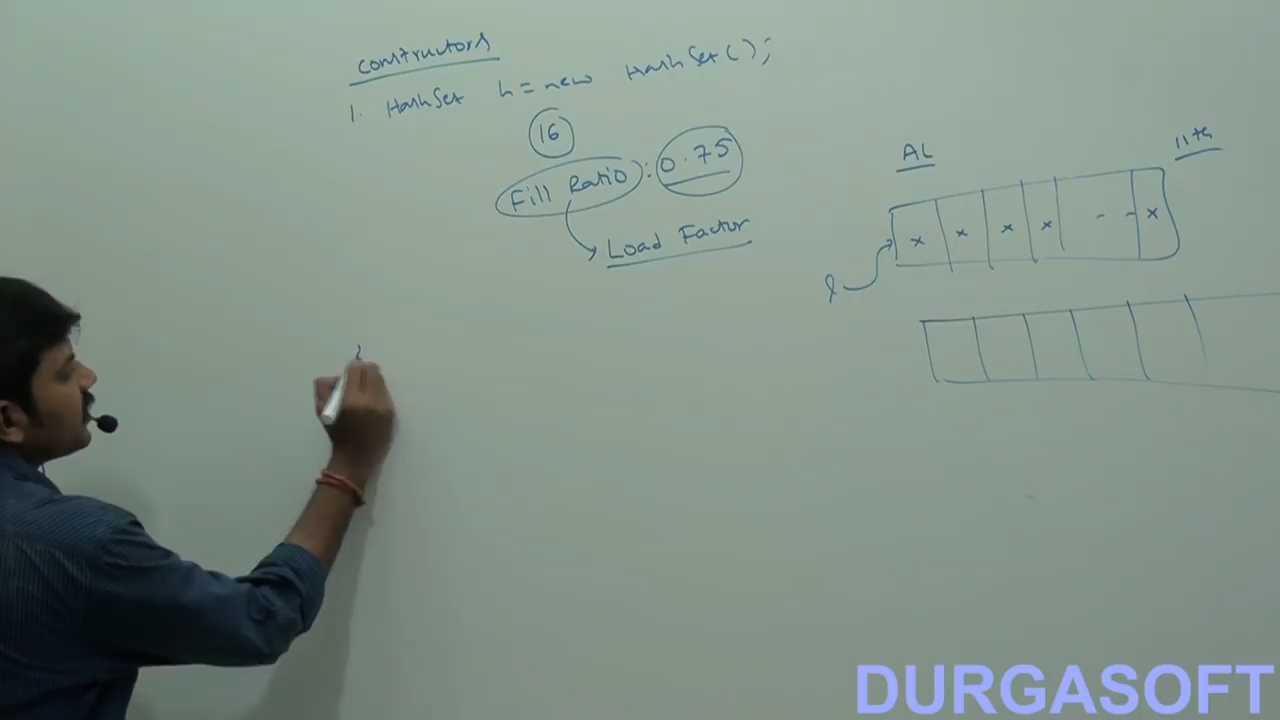 Constructors
1. HashSet h = new HashSet();
16
Fill Ratio : 0.75
Load Factor
AL
11th
l
x x x x - - x
DURGASOFT